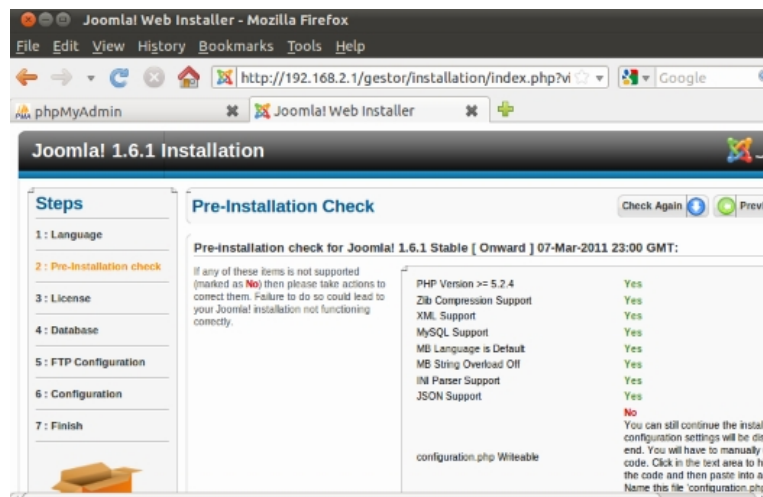 Joomla! Web Installer - Mozilla Firefox
File Edit View History Bookmarks Tools Help
http://192.168.2.1/gestor/installation/index.php?vi
Google
phpMyAdmin
Joomla! Web Installer
Joomla! 1.6.1 Installation
Steps
1 : Language
2 : Pre-Installation check
3 : License
4 : Database
5 : FTP Configuration
6 : Configuration
7 : Finish
Pre-Installation Check
Check Again
Previ
Pre-installation check for Joomla! 1.6.1 Stable [ Onward ] 07-Mar-2011 23:00 GMT:
If any of these items is not supported
(marked as No) then please take actions to
correct them. Failure to do so could lead to
your Joomla! installation not functioning
correctly.
PHP Version >= 5.2.4 Yes
Zlib Compression Support Yes
XML Support Yes
MySQL Support Yes
MB Language is Default Yes
MB String Overload Off Yes
INI Parser Support Yes
JSON Support Yes
configuration.php Writeable
No
You can still continue the instal
configuration settings will be dis
end. You will have to manually
code. Click in the text area to h
the code and then paste into a
Name this file 'configuration.php